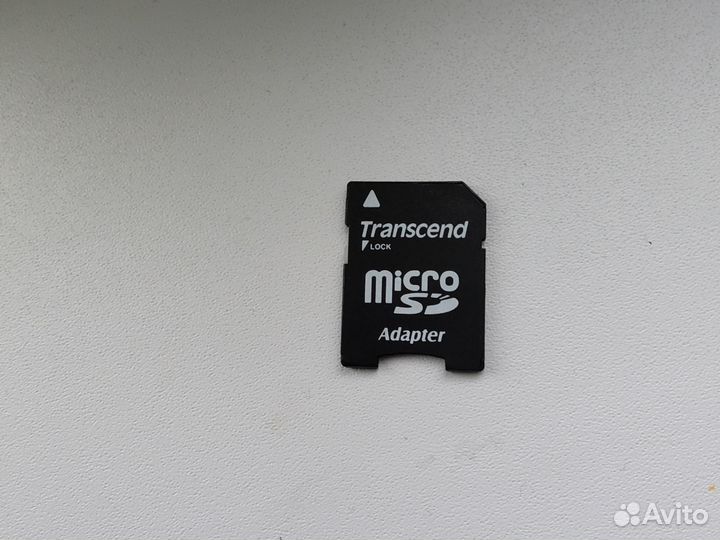 Transcend
LOCK
micro
SD
Adapter
Avito